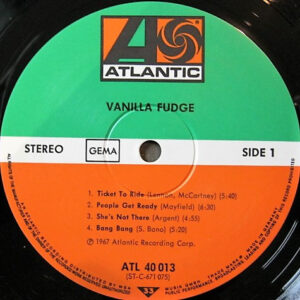 ATLANTIC
VANILLA FUDGE
STEREO
GEMA
SIDE 1
1. Ticket To Ride (Lennon, McCartney) (5:40)
2. People Get Ready (Mayfield) (6:30)
3. She's Not There (Argent) (4:55)
4. Bang Bang (S. Bono) (5:20)
℗ 1967 Atlantic Recording Corp.
ATL 40 013
(ST-C-671 075)
33